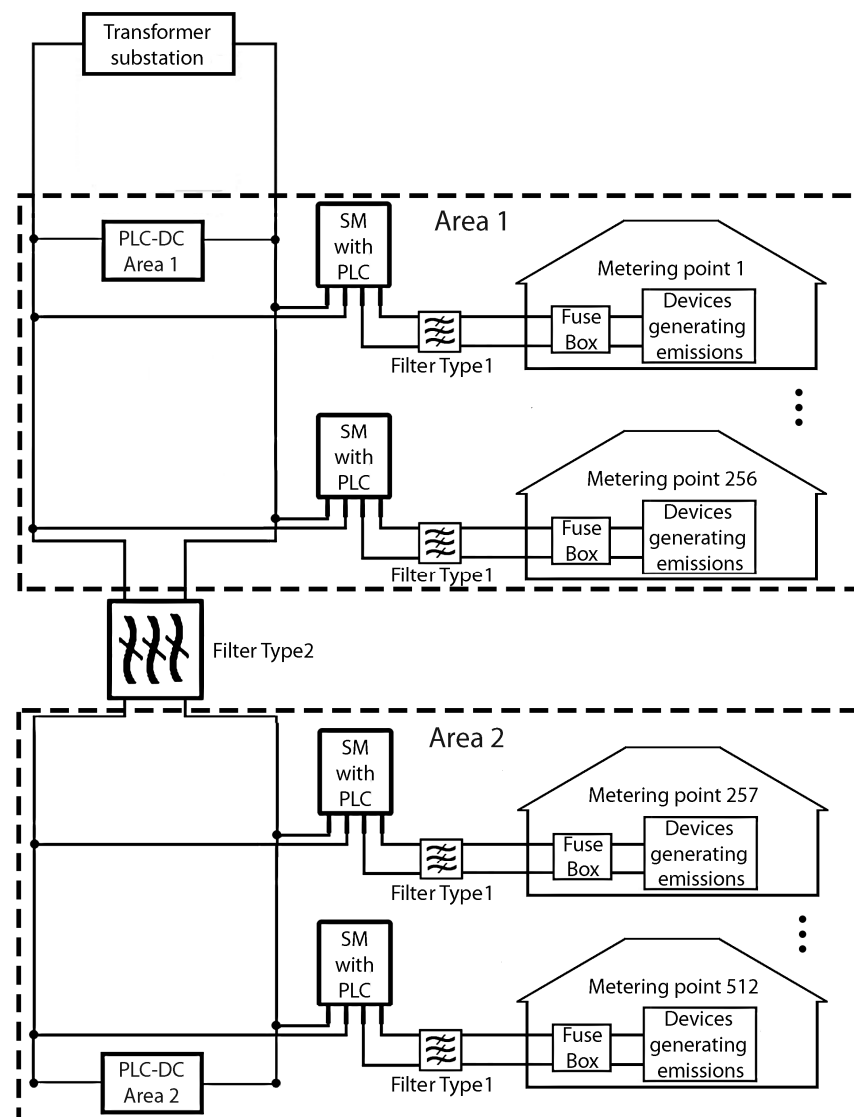 Transformer
substation
Area 1
PLC-DC
Area 1
SM
with
PLC
Filter Type1
Metering point 1
Fuse
Box
Devices
generating
emissions
SM
with
PLC
Filter Type1
Metering point 256
Fuse
Box
Devices
generating
emissions
Filter Type2
Area 2
SM
with
PLC
Filter Type1
Metering point 257
Fuse
Box
Devices
generating
emissions
SM
with
PLC
Filter Type1
Metering point 512
Fuse
Box
Devices
generating
emissions
PLC-DC
Area 2